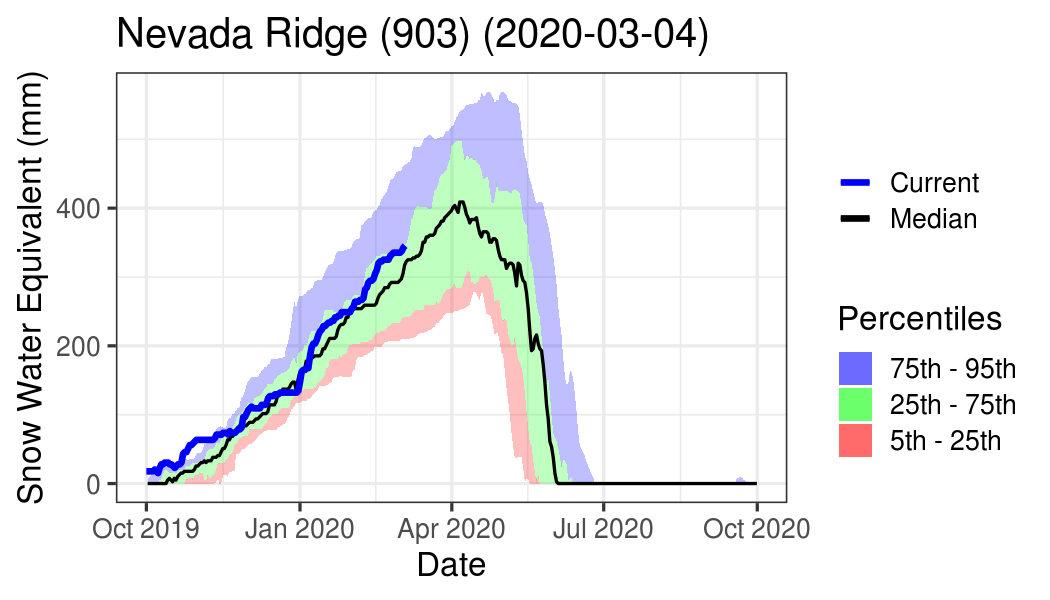 Nevada Ridge (903) (2020-03-04)
Snow Water Equivalent (mm)
400
200
0
Oct 2019 Jan 2020 Apr 2020 Jul 2020 Oct 2020
Date
Current
Median
Percentiles
75th - 95th
25th - 75th
5th - 25th